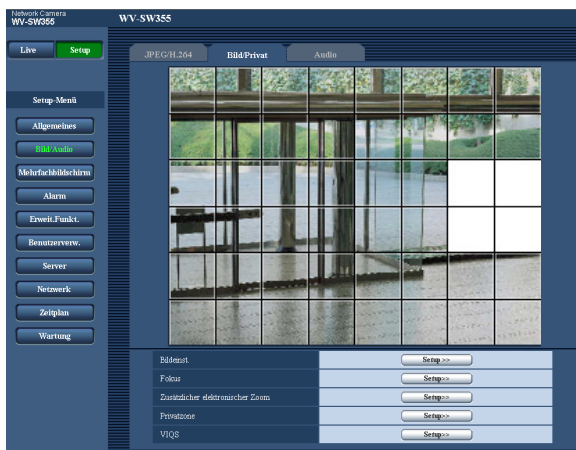 Network Camera
WV-SW355
WV-SW355
Live
Setup
JPEG/H.264
Bild/Privat
Audio
Setup-Menü
Allgemeines
Bild/Audio
Mehrfachbildschirm
Alarm
Erweit.Funkt.
Benutzerverw.
Server
Netzwerk
Zeitplan
Wartung
Bildeinst.
Setup >>
Fokus
Setup>>
Zusätzlicher elektronischer Zoom
Setup>>
Privatzone
Setup>>
VIQS
Setup>>